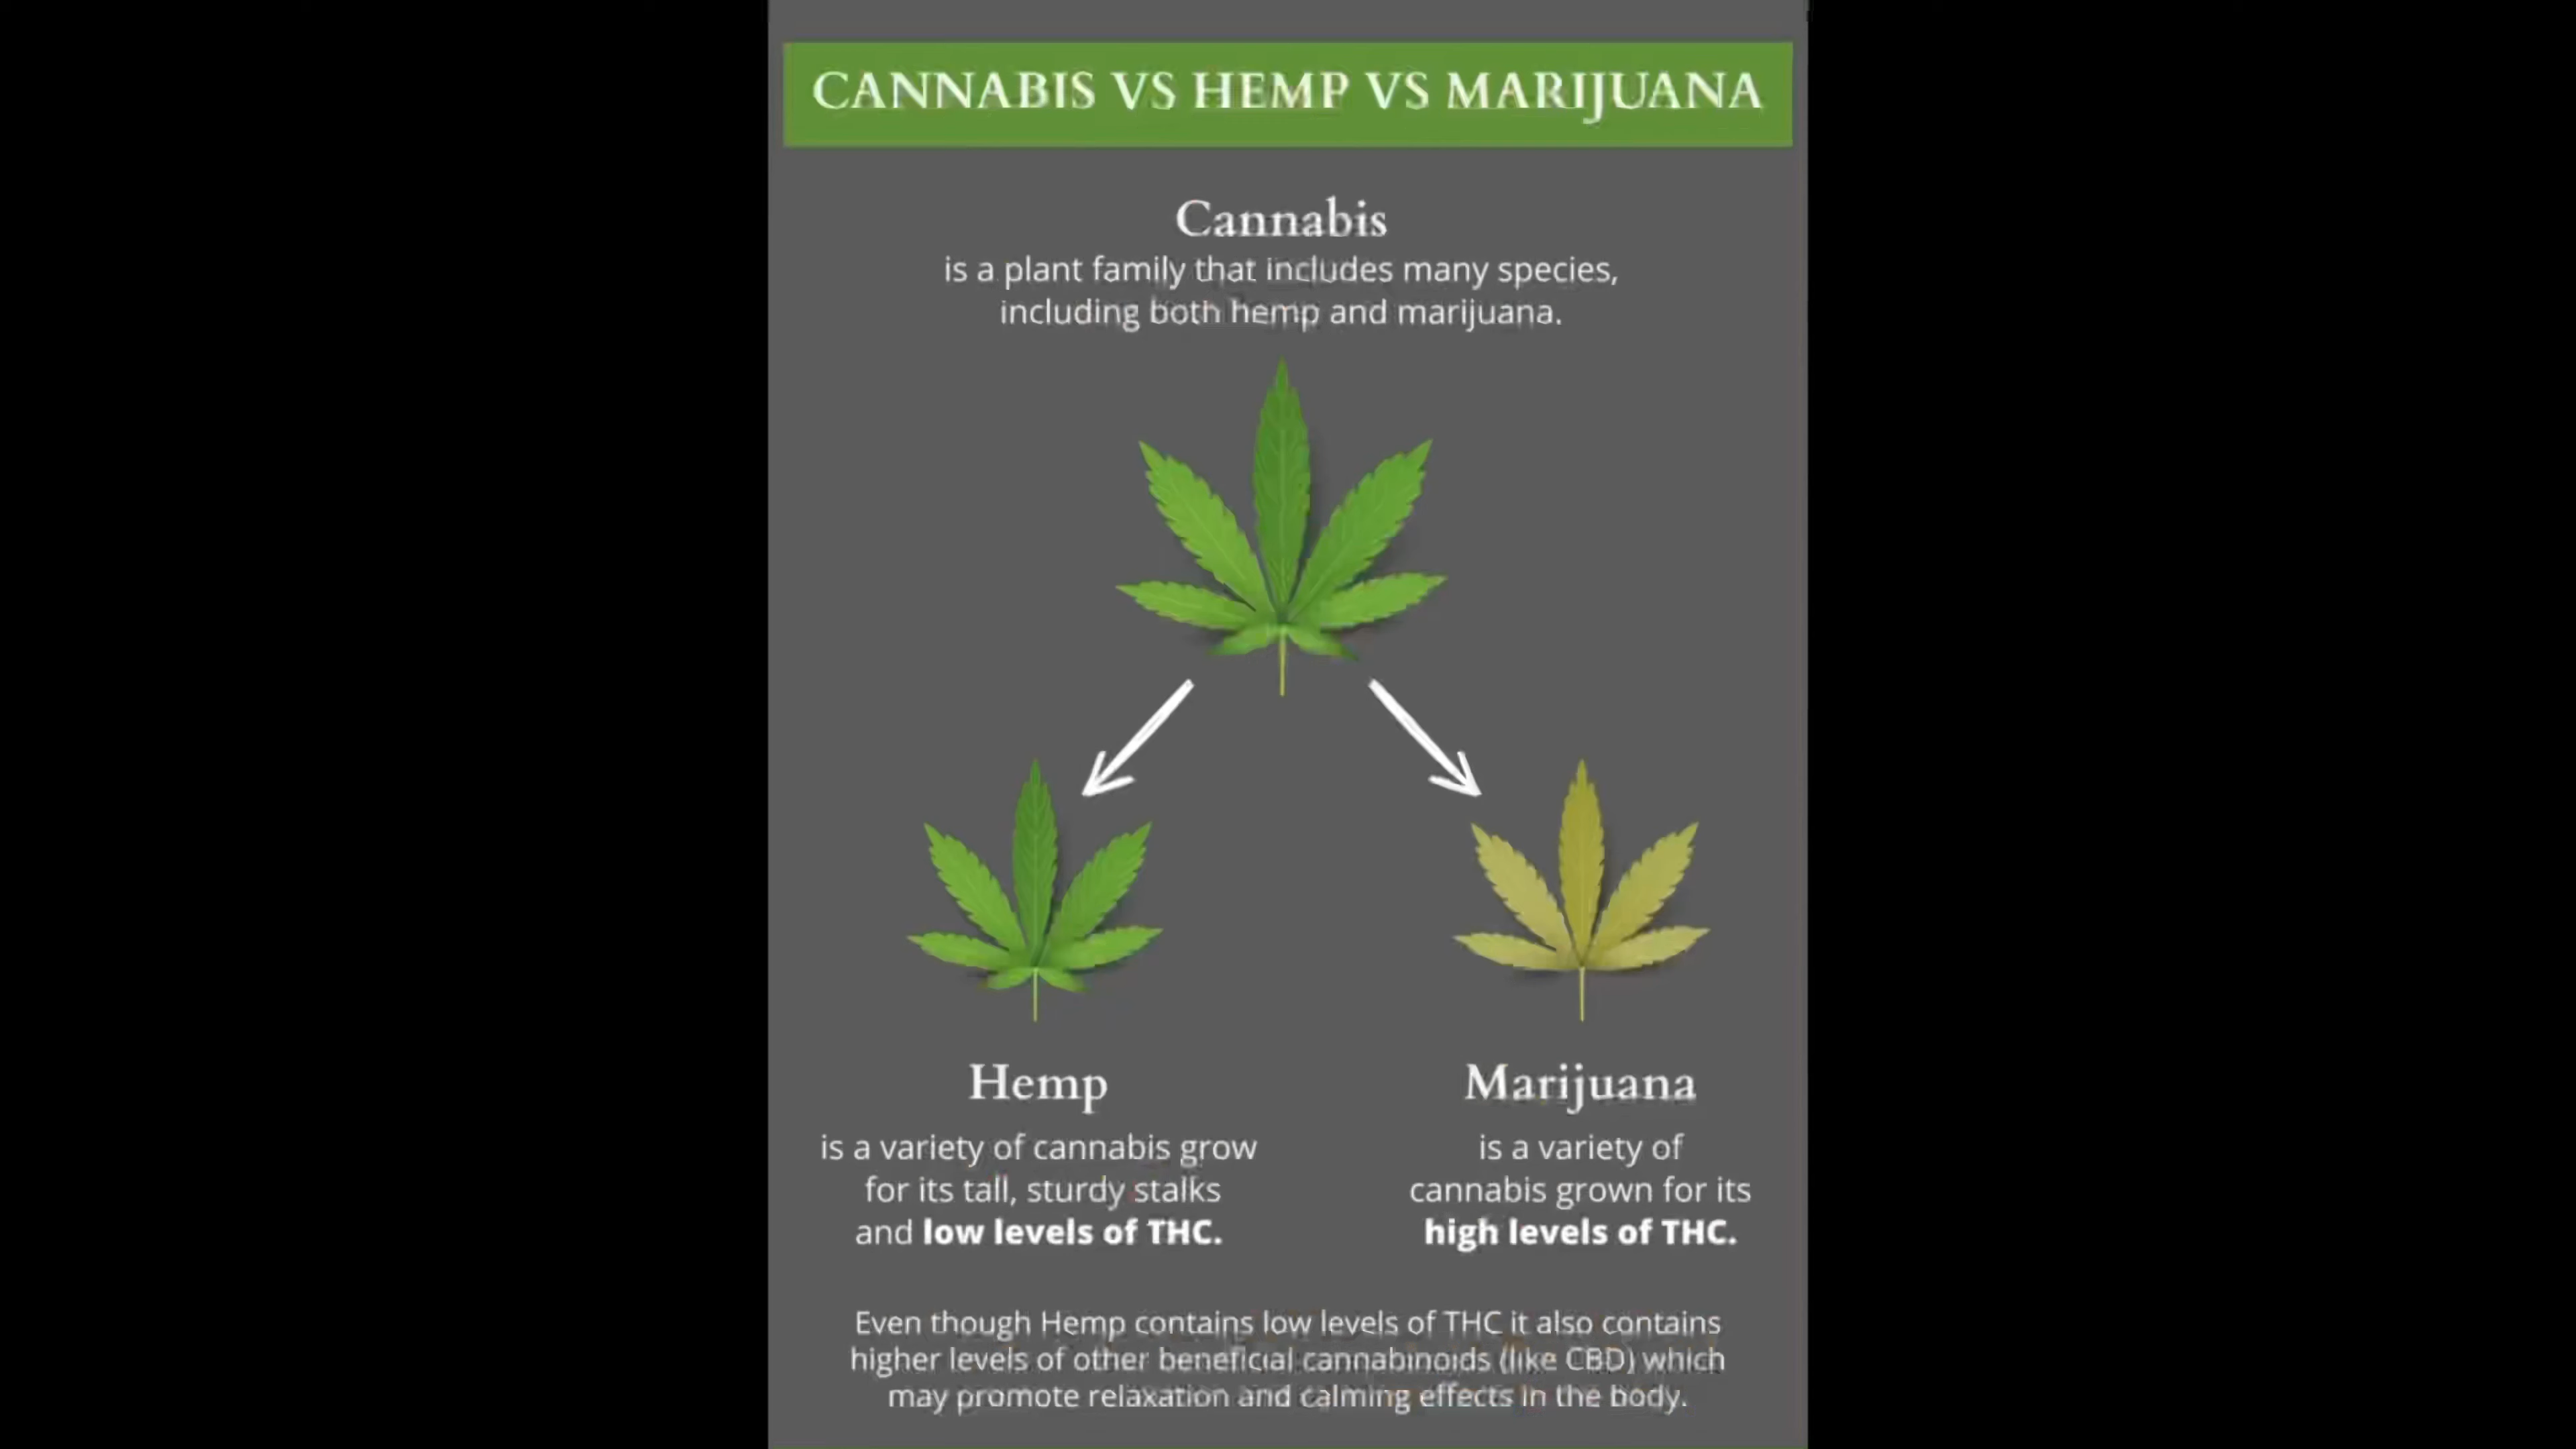 CANNABIS VS HEMP VS MARIJUANA
Cannabis
is a plant family that includes many species,
including both hemp and marijuana.
Hemp
is a variety of cannabis grow
for its tall, sturdy stalks
and low levels of THC.
Marijuana
is a variety of
cannabis grown for its
high levels of THC.
Even though Hemp contains low levels of THC it also contains
higher levels of other beneficial cannabinoids (like CBD) which
may promote relaxation and calming effects in the body.